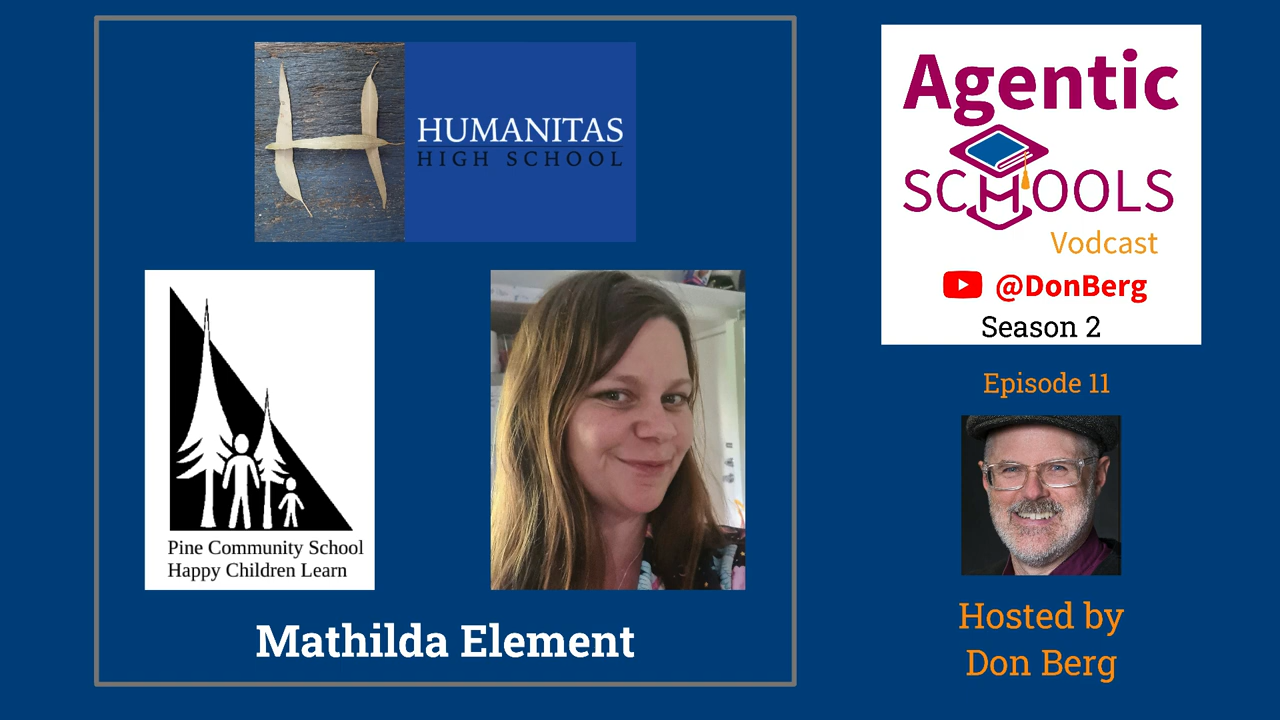 HUMANITAS
HIGH SCHOOL
Pine Community School
Happy Children Learn
Mathilda Element
Agentic
SCHOOLS
Vodcast
@DonBerg
Season 2
Episode 11
Hosted by
Don Berg